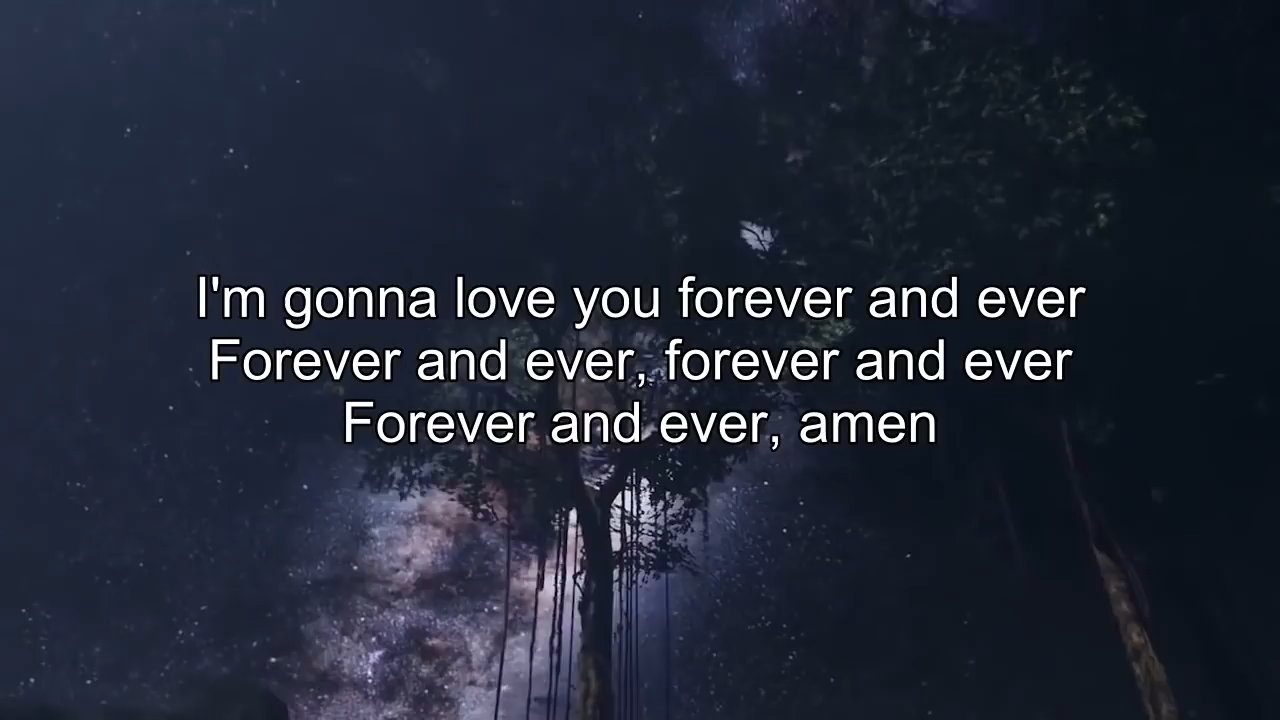 I'm gonna love you forever and ever
Forever and ever, forever and ever
Forever and ever, amen